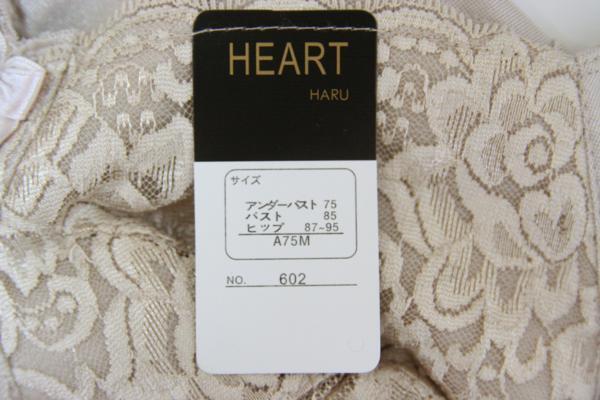 HEART
HARU
サイズ
アンダーバスト 75
バスト 85
ヒップ 87~95
A75M
NO. 602